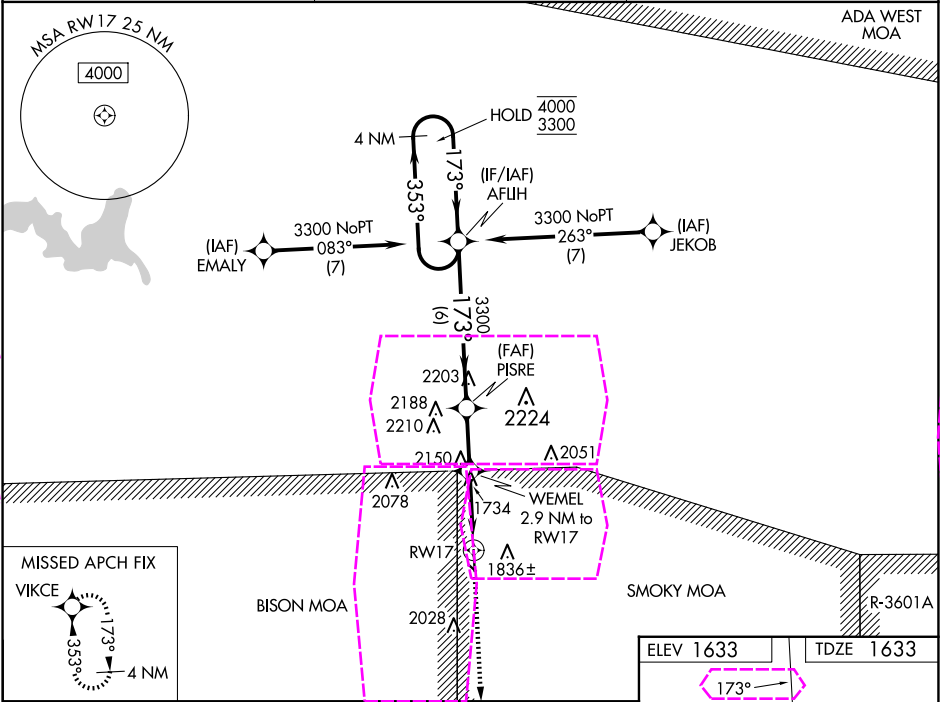 MSA RW17 25 NM
4000
ADA WEST
MOA
HOLD 4000
3300
4 NM
173°
353°
(IF/IAF)
AFLIH
3300 NoPT
083°
(7)
(IAF)
EMALY
3300 NoPT
263°
(7)
(IAF)
JEKOB
3300
173°
(6)
(FAF)
PISRE
2203
2188
2210
2224
2150
2051
2078
1734
WEMEL
2.9 NM to
RW17
RW17
1836±
MISSED APCH FIX
VIKCE
173°
353°
4 NM
BISON MOA
2028
SMOKY MOA
R-3601A
ELEV 1633
TDZE 1633
173°